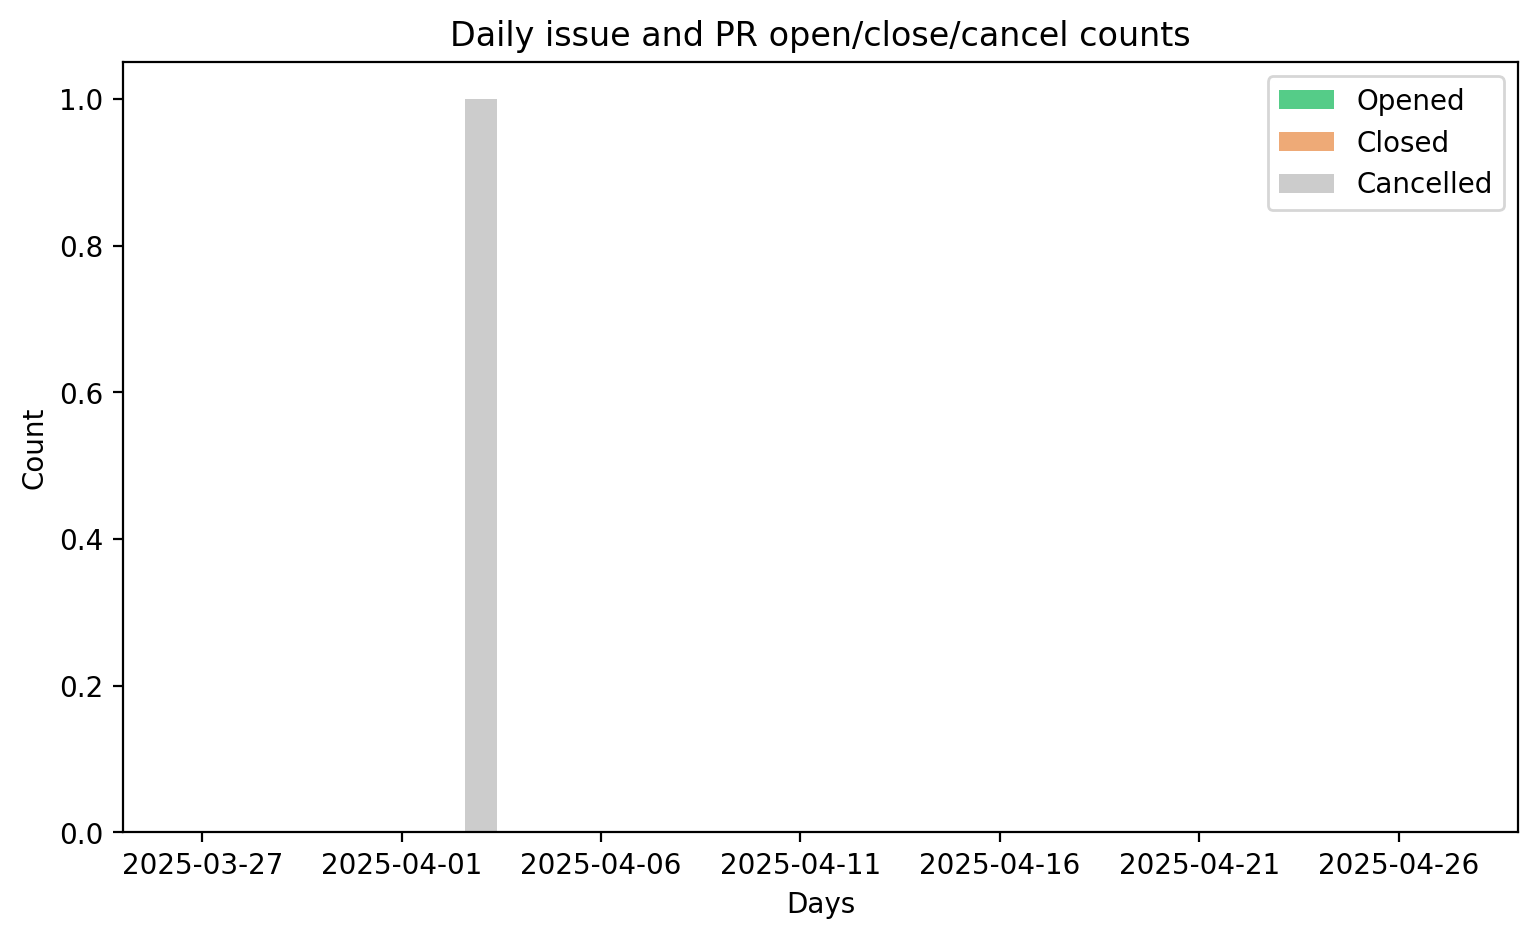 Daily issue and PR open/close/cancel counts
1.0
0.8
0.6
0.4
0.2
0.0
Count
Opened
Closed
Cancelled
2025-03-27 2025-04-01 2025-04-06 2025-04-11 2025-04-16 2025-04-21 2025-04-26
Days